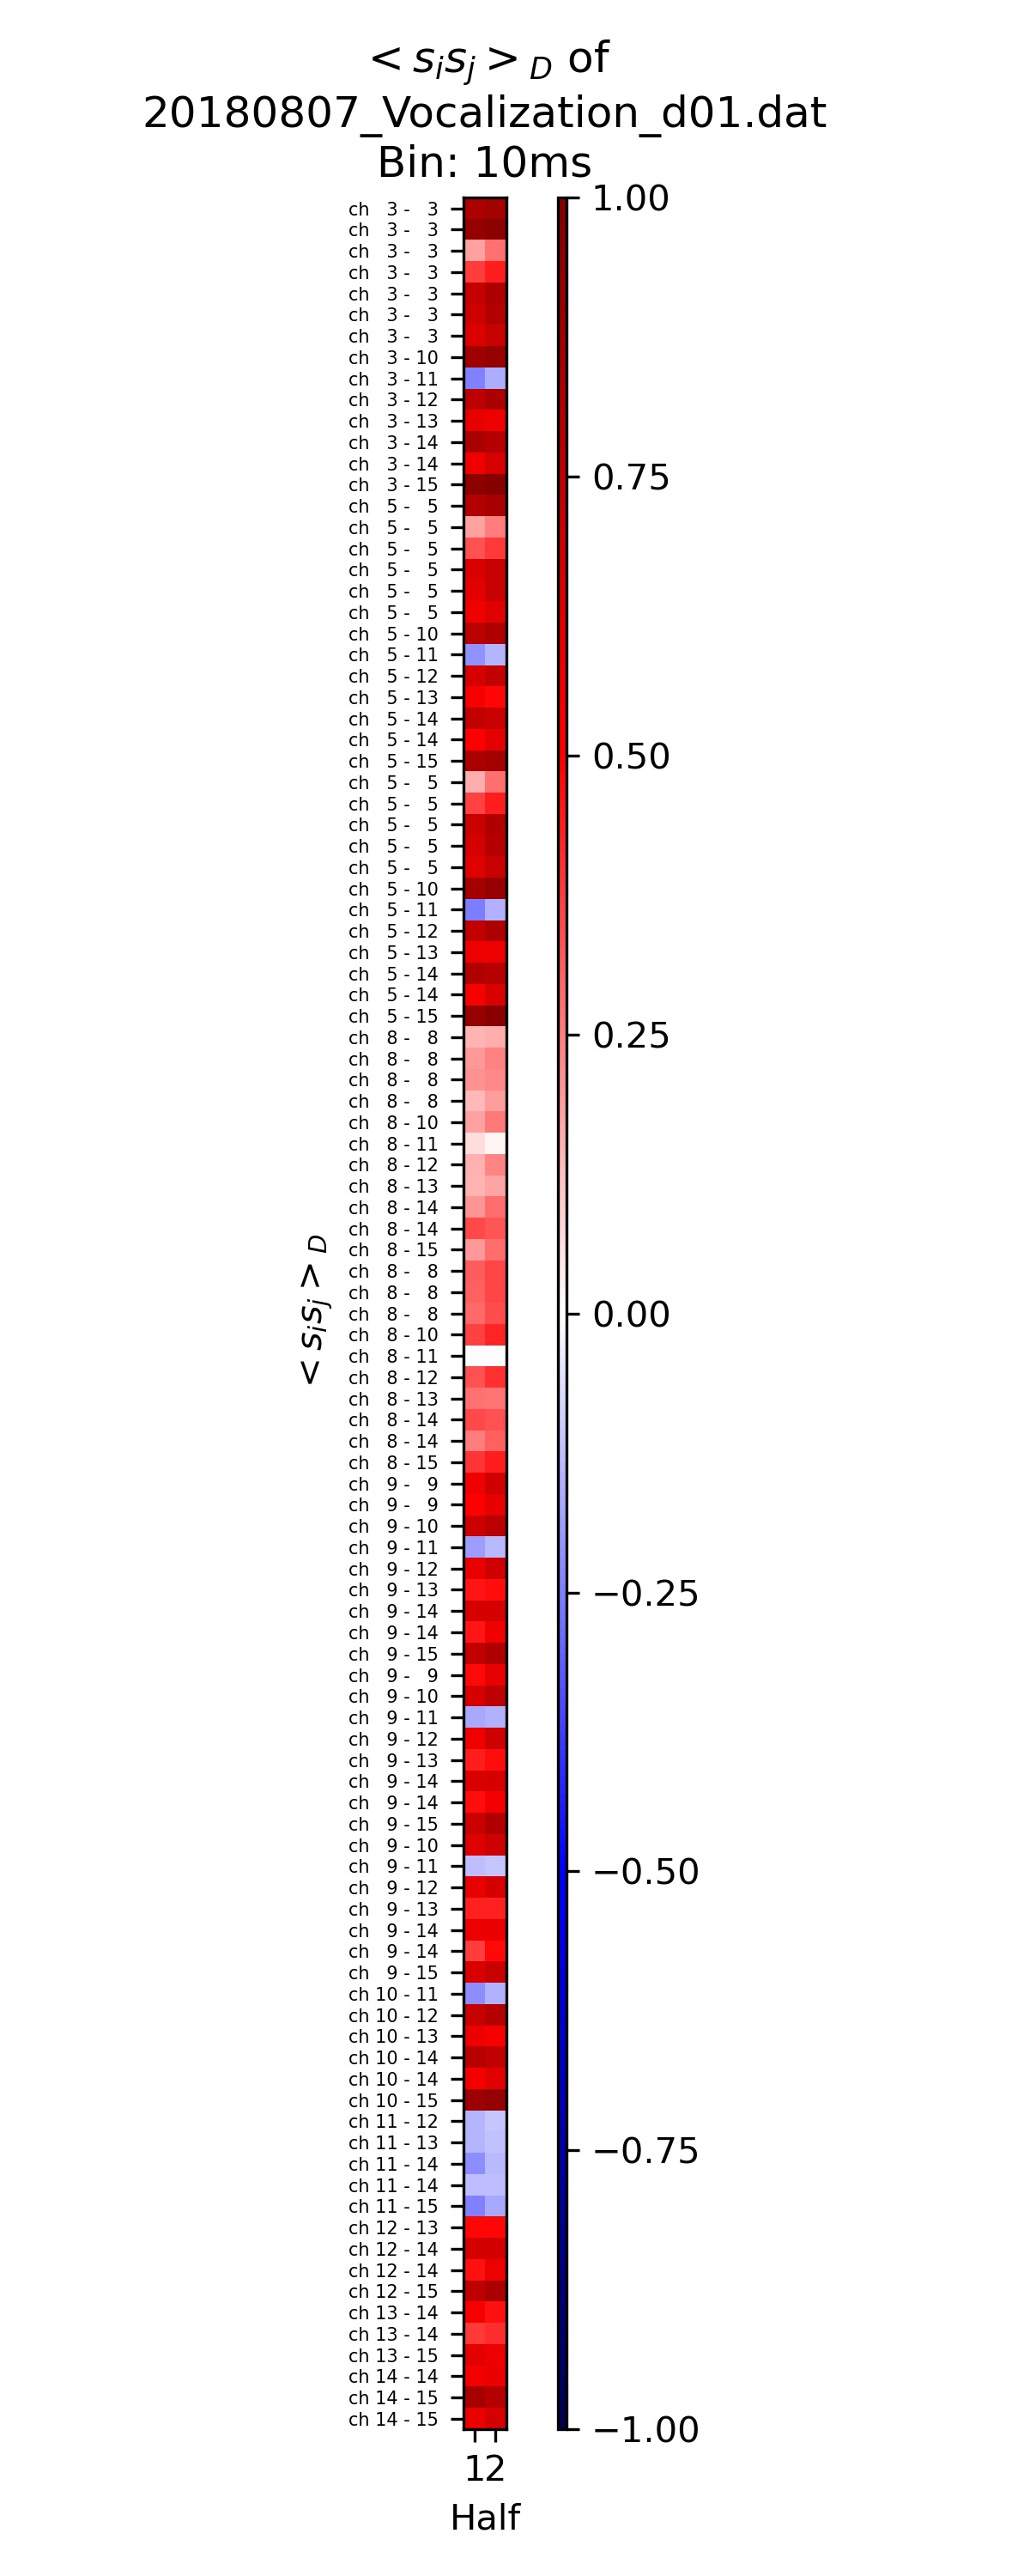 < s_i s_j >_D of
20180807_Vocalization_d01.dat
Bin: 10ms
ch 3 - 3
ch 3 - 3
ch 3 - 3
ch 3 - 3
ch 3 - 3
ch 3 - 3
ch 3 - 3
ch 3 - 10
ch 3 - 11
ch 3 - 12
ch 3 - 13
ch 3 - 14
ch 3 - 14
ch 3 - 15
ch 5 - 5
ch 5 - 5
ch 5 - 5
ch 5 - 5
ch 5 - 5
ch 5 - 5
ch 5 - 10
ch 5 - 11
ch 5 - 12
ch 5 - 13
ch 5 - 14
ch 5 - 14
ch 5 - 15
ch 5 - 5
ch 5 - 5
ch 5 - 5
ch 5 - 5
ch 5 - 5
ch 5 - 10
ch 5 - 11
ch 5 - 12
ch 5 - 13
ch 5 - 14
ch 5 - 14
ch 5 - 15
ch 8 - 8
ch 8 - 8
ch 8 - 8
ch 8 - 8
ch 8 - 10
ch 8 - 11
ch 8 - 12
ch 8 - 13
ch 8 - 14
ch 8 - 14
ch 8 - 15
ch 8 - 8
ch 8 - 8
ch 8 - 8
ch 8 - 10
ch 8 - 11
ch 8 - 12
ch 8 - 13
ch 8 - 14
ch 8 - 14
ch 8 - 15
ch 9 - 9
ch 9 - 9
ch 9 - 10
ch 9 - 11
ch 9 - 12
ch 9 - 13
ch 9 - 14
ch 9 - 14
ch 9 - 15
ch 9 - 9
ch 9 - 10
ch 9 - 11
ch 9 - 12
ch 9 - 13
ch 9 - 14
ch 9 - 14
ch 9 - 15
ch 9 - 10
ch 9 - 11
ch 9 - 12
ch 9 - 13
ch 9 - 14
ch 9 - 14
ch 9 - 15
ch 10 - 11
ch 10 - 12
ch 10 - 13
ch 10 - 14
ch 10 - 14
ch 10 - 15
ch 11 - 12
ch 11 - 13
ch 11 - 14
ch 11 - 14
ch 11 - 15
ch 12 - 13
ch 12 - 14
ch 12 - 14
ch 12 - 15
ch 13 - 14
ch 13 - 14
ch 13 - 15
ch 14 - 14
ch 14 - 15
ch 14 - 15
< s_i s_j >_D
1 2
Half
1.00
0.75
0.50
0.25
0.00
−0.25
−0.50
−0.75
−1.00